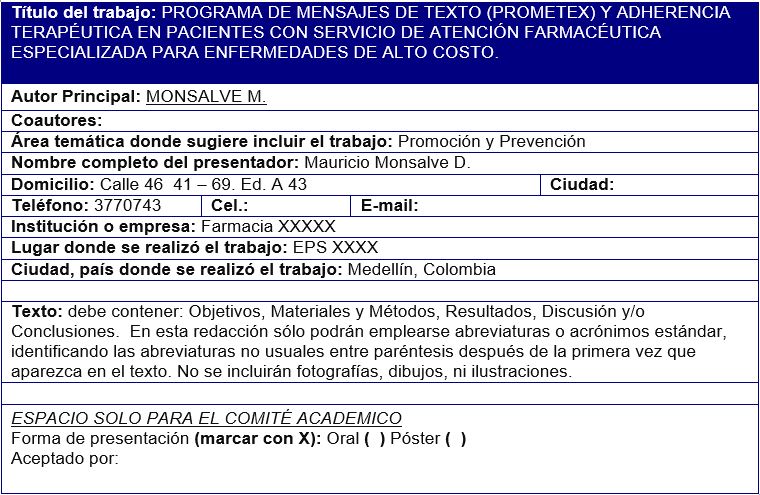 Título del trabajo: PROGRAMA DE MENSAJES DE TEXTO (PROMETEX) Y ADHERENCIA
TERAPÉUTICA EN PACIENTES CON SERVICIO DE ATENCIÓN FARMACÉUTICA
ESPECIALIZADA PARA ENFERMEDADES DE ALTO COSTO.
Autor Principal: MONSALVE M.
Coautores:
Área temática donde sugiere incluir el trabajo: Promoción y Prevención
Nombre completo del presentador: Mauricio Monsalve D.
Domicilio: Calle 46 41 – 69. Ed. A 43 Ciudad:
Teléfono: 3770743 Cel.: E-mail:
Institución o empresa: Farmacia XXXXX
Lugar donde se realizó el trabajo: EPS XXXX
Ciudad, país donde se realizó el trabajo: Medellín, Colombia
Texto: debe contener: Objetivos, Materiales y Métodos, Resultados, Discusión y/o
Conclusiones. En esta redacción sólo podrán emplearse abreviaturas o acrónimos estándar,
identificando las abreviaturas no usuales entre paréntesis después de la primera vez que
aparezca en el texto. No se incluirán fotografías, dibujos, ni ilustraciones.
ESPACIO SOLO PARA EL COMITÉ ACADEMICO
Forma de presentación (marcar con X): Oral ( ) Póster ( )
Aceptado por: